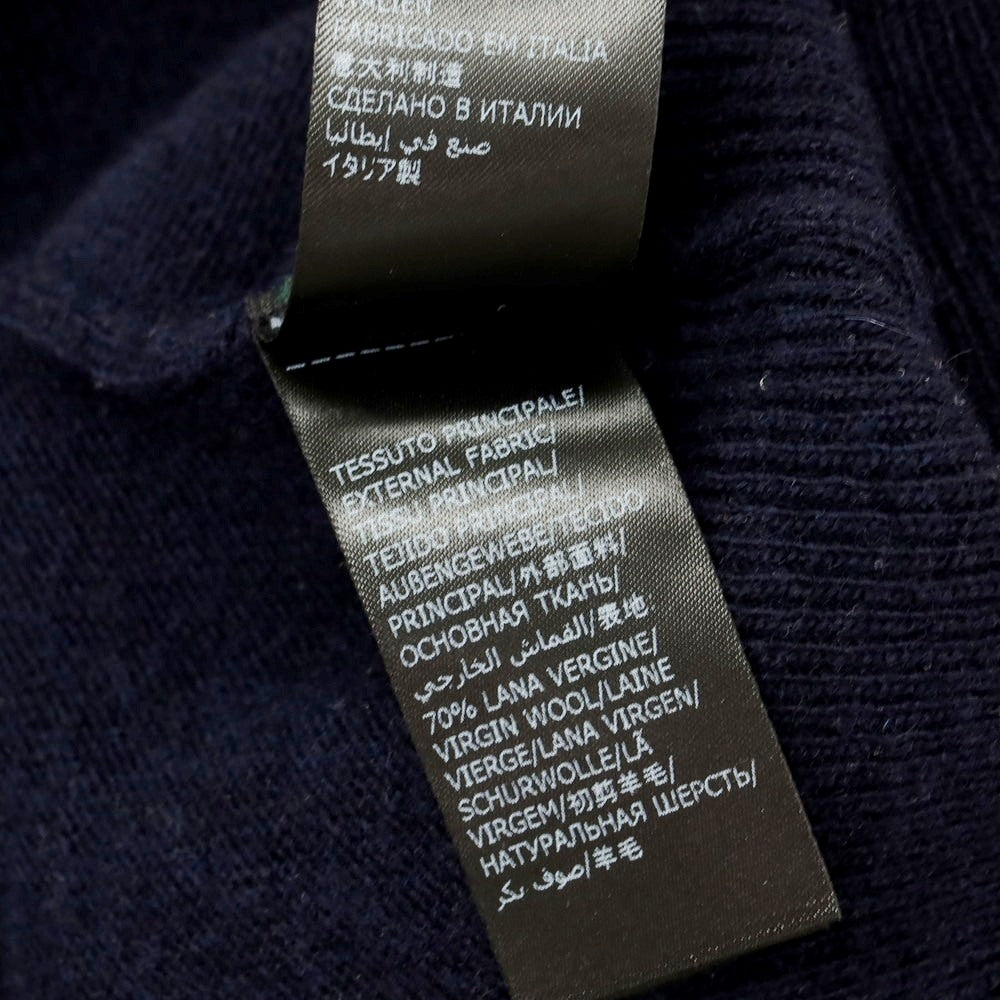 ITALIEN
FABRICADO EM ITALIA
意大利制造
СДЕЛАНО В ИТАЛИИ
صنع في إيطاليا
イタリア製
TESSUTO PRINCIPALE/
EXTERNAL FABRIC/
TISSU PRINCIPAL/
TEJIDO PRINCIPAL/
AUßENGEWEBE/TECIDO
PRINCIPAL/外部面料/
ОСНОВНАЯ ТКАНЬ/
القماش الخارجي/表地
70% LANA VERGINE/
VIRGIN WOOL/LAINE
VIERGE/LANA VIRGEN/
SCHURWOLLE/LÃ
VIRGEM/初剪羊毛/
НАТУРАЛЬНАЯ ШЕРСТЬ/
صوف بكر/羊毛